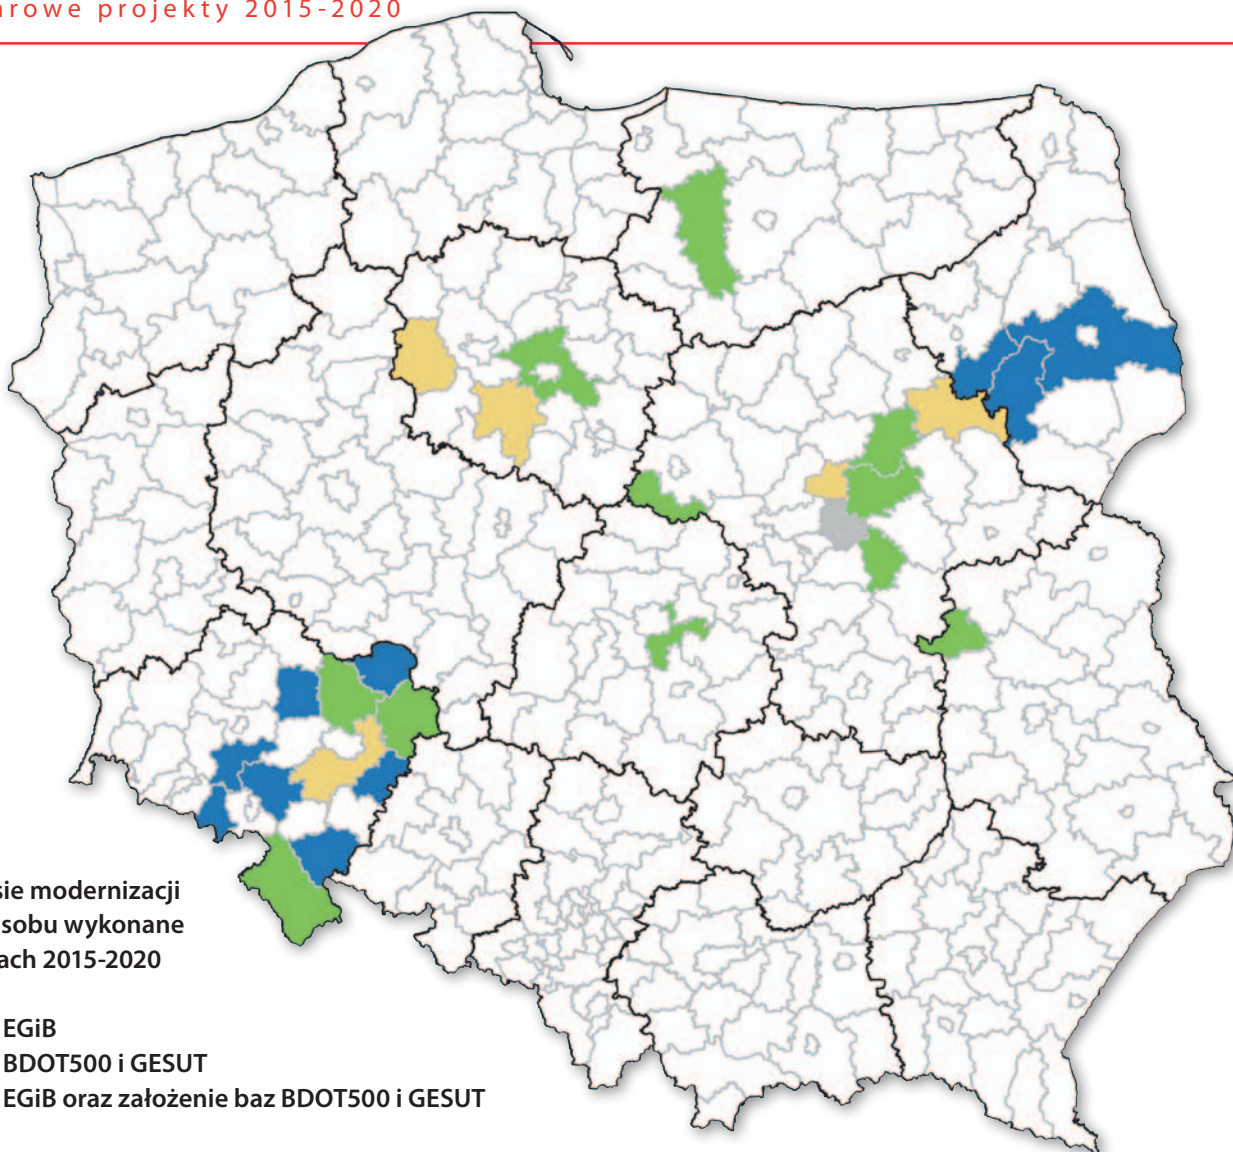 arowe projekty 2015-2020
sie modernizacji
sobu wykonane
ach 2015-2020
EGiB
BDOT500 i GESUT
EGiB oraz założenie baz BDOT500 i GESUT